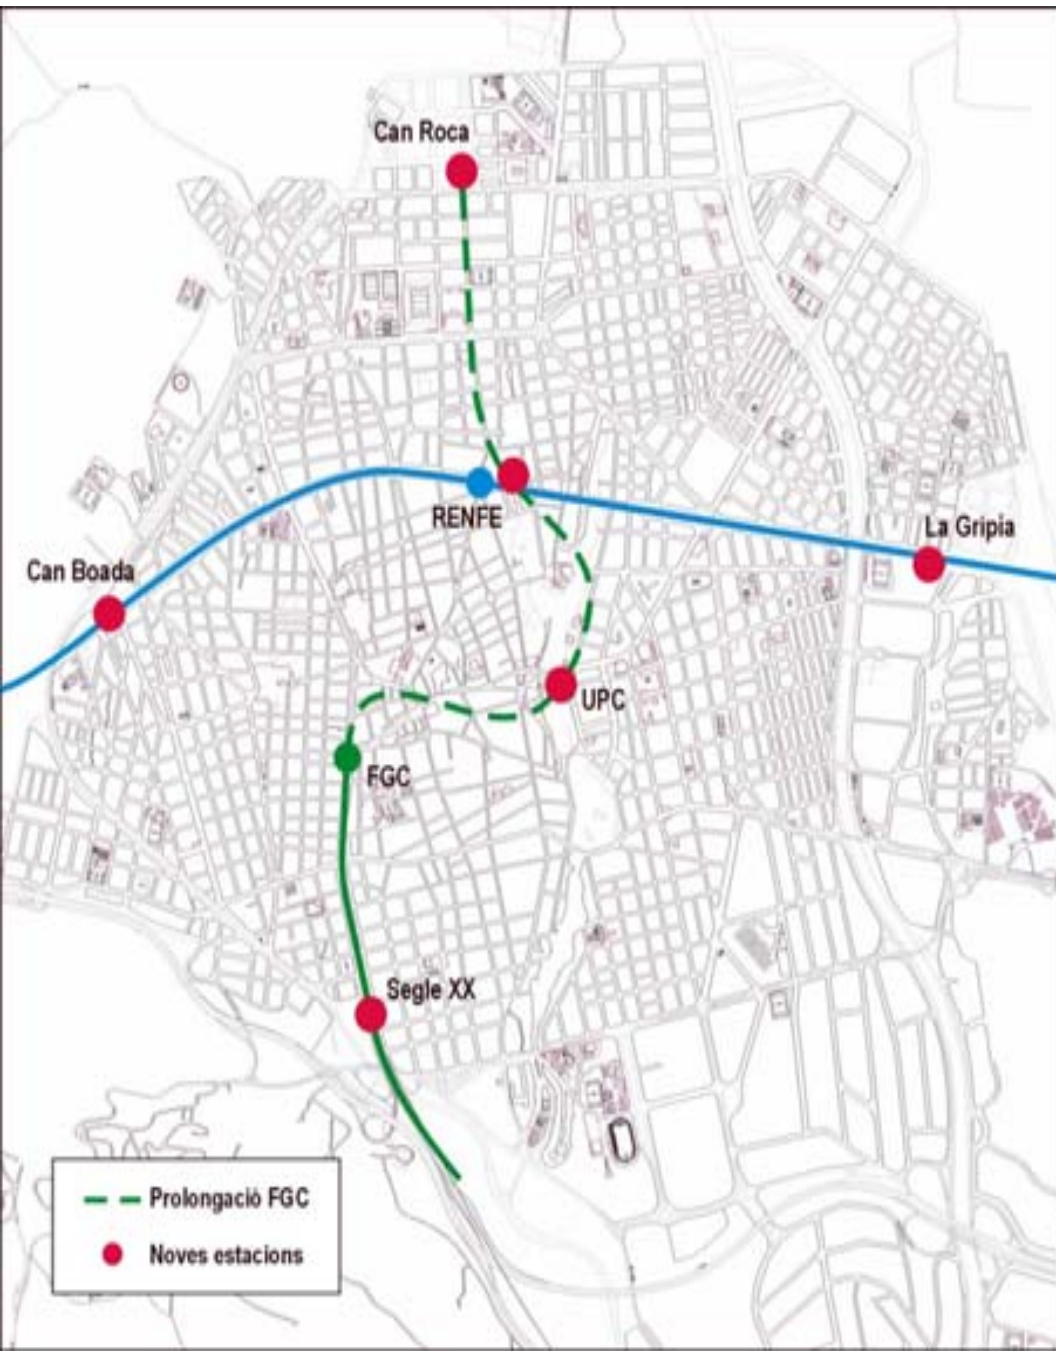 Can Roca
RENFE
La Gripia
Can Boada
UPC
FGC
Segle XX
Prolongació FGC
Noves estacions